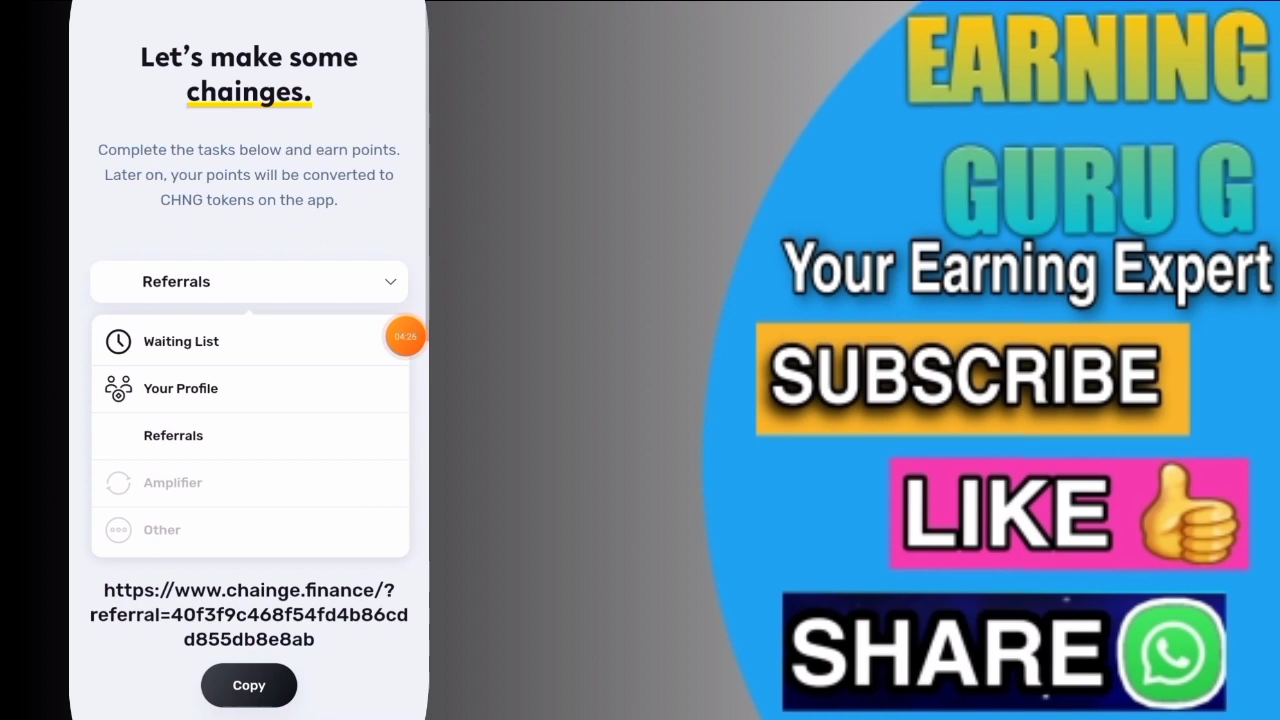 Let's make some
chainges.
Complete the tasks below and earn points.
Later on, your points will be converted to
CHNG tokens on the app.
Referrals
Waiting List
04:26
Your Profile
Referrals
Amplifier
Other
https://www.chainge.finance/?
referral=40f3f9c468f54fd4b86cd
d855db8e8ab
Copy
EARNING
GURU G
Your Earning Expert
SUBSCRIBE
LIKE
SHARE